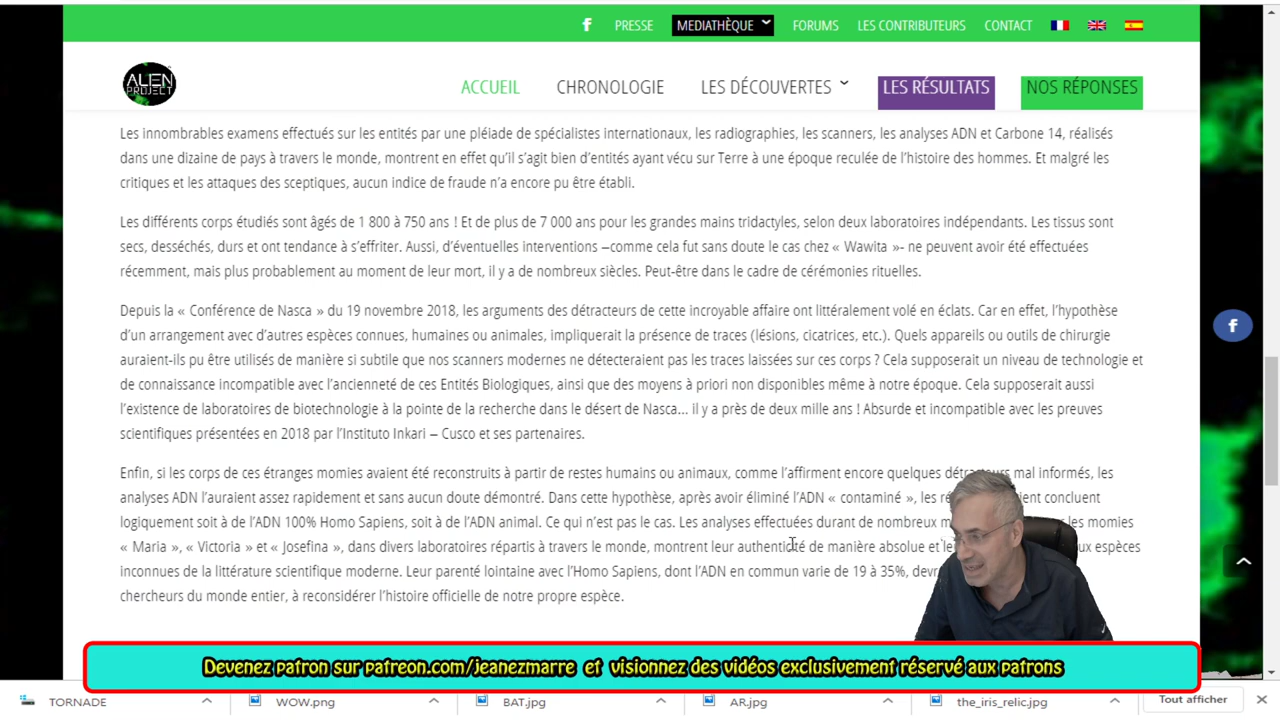 PRESSE MEDIATHÈQUE FORUMS LES CONTRIBUTEURS CONTACT
ALIEN PROJECT
ACCUEIL CHRONOLOGIE LES DÉCOUVERTES LES RÉSULTATS NOS RÉPONSES
Les innombrables examens effectués sur les entités par une pléiade de spécialistes internationaux, les radiographies, les scanners, les analyses ADN et Carbone 14, réalisés
dans une dizaine de pays à travers le monde, montrent en effet qu'il s'agit bien d'entités ayant vécu sur Terre à une époque reculée de l'histoire des hommes. Et malgré les
critiques et les attaques des sceptiques, aucun indice de fraude n'a encore pu être établi.
Les différents corps étudiés sont âgés de 1 800 à 750 ans ! Et de plus de 7 000 ans pour les grandes mains tridactyles, selon deux laboratoires indépendants. Les tissus sont
secs, desséchés, durs et ont tendance à s'effriter. Aussi, d'éventuelles interventions –comme cela fut sans doute le cas chez « Wawita »- ne peuvent avoir été effectuées
récemment, mais plus probablement au moment de leur mort, il y a de nombreux siècles. Peut-être dans le cadre de cérémonies rituelles.
Depuis la « Conférence de Nasca » du 19 novembre 2018, les arguments des détracteurs de cette incroyable affaire ont littéralement volé en éclats. Car en effet, l'hypothèse
d'un arrangement avec d'autres espèces connues, humaines ou animales, impliquerait la présence de traces (lésions, cicatrices, etc.). Quels appareils ou outils de chirurgie
auraient-ils pu être utilisés de manière si subtile que nos scanners modernes ne détecteraient pas les traces laissées sur ces corps ? Cela supposerait un niveau de technologie et
de connaissance incompatible avec l'ancienneté de ces Entités Biologiques, ainsi que des moyens à priori non disponibles même à notre époque. Cela supposerait aussi
l'existence de laboratoires de biotechnologie à la pointe de la recherche dans le désert de Nasca... il y a près de deux mille ans ! Absurde et incompatible avec les preuves
scientifiques présentées en 2018 par l'Instituto Inkari – Cusco et ses partenaires.
Enfin, si les corps de ces étranges momies avaient été reconstruits à partir de restes humains ou animaux, comme l'affirment encore quelques mal informés, les
analyses ADN l'auraient assez rapidement et sans aucun doute démontré. Dans cette hypothèse, après avoir éliminé l'ADN « contaminé », les concluent
logiquement soit à de l'ADN 100% Homo Sapiens, soit à de l'ADN animal. Ce qui n'est pas le cas. Les analyses effectuées durant de nombreux les momies
« Maria », « Victoria » et « Josefina », dans divers laboratoires répartis à travers le monde, montrent leur authenticité de manière absolue et espèces
inconnues de la littérature scientifique moderne. Leur parenté lointaine avec l'Homo Sapiens, dont l'ADN en commun varie de 19 à 35%,
chercheurs du monde entier, à reconsidérer l'histoire officielle de notre propre espèce.
Devenez patron sur patreon.com/jeanezmarre et visionnez des vidéos exclusivement réservé aux patrons
TORNADE WOW.png BAT.jpg AR.jpg the_iris_relic.jpg Tout afficher